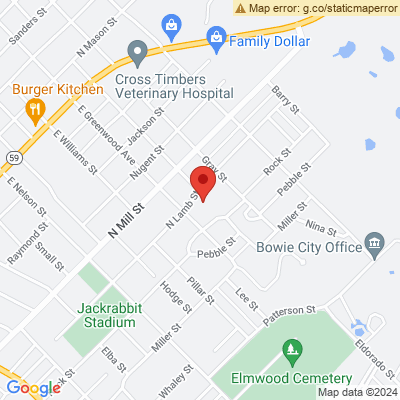 Map error: g.co/staticmaperror
Sanders St
N Mason St
Family Dollar
Cross Timbers
Veterinary Hospital
Burger Kitchen
Barry St
E Greenwood Ave
Jackson St
E Williams St
Nugent St
59
Gray St
Rock St
Pebble St
E Nelson St
N Lamb St
N Mill St
Miller St
Nina St
Raymond St
Small St
Pebble St
Bowie City Office
Jackrabbit
Stadium
Hodge St
Pillar St
Lee St
Patterson St
Miller St
Elba St
Eldorado St
Whaley St
Elmwood Cemetery
Google
Map data ©2024